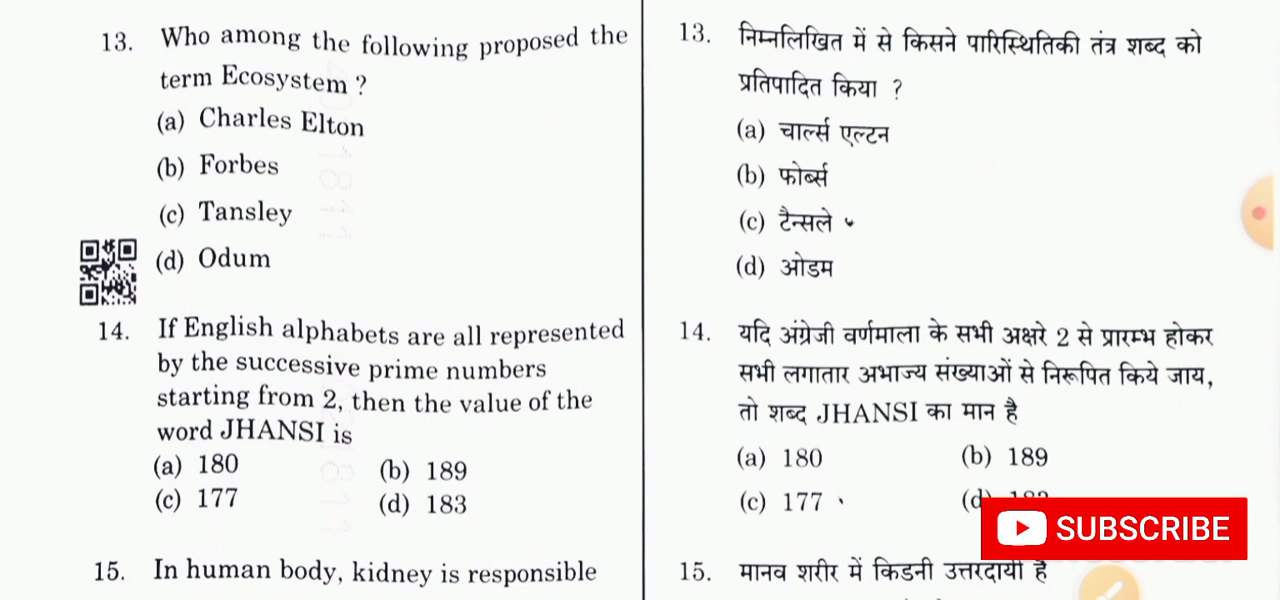 13. Who among the following proposed the
term Ecosystem ?
(a) Charles Elton
(b) Forbes
(c) Tansley
(d) Odum
14. If English alphabets are all represented
by the successive prime numbers
starting from 2, then the value of the
word JHANSI is
(a) 180 (b) 189
(c) 177 (d) 183
15. In human body, kidney is responsible
13. निम्नलिखित में से किसने पारिस्थितिकी तंत्र शब्द को
प्रतिपादित किया ?
(a) चार्ल्स एल्टन
(b) फोर्ब्स
(c) टैन्सले
(d) ओडम
14. यदि अंग्रेजी वर्णमाला के सभी अक्षरे 2 से प्रारम्भ होकर
सभी लगातार अभाज्य संख्याओं से निरूपित किये जाय,
तो शब्द JHANSI का मान है
(a) 180 (b) 189
(c) 177 (d)
15. मानव शरीर में किडनी उत्तरदायी है
SUBSCRIBE